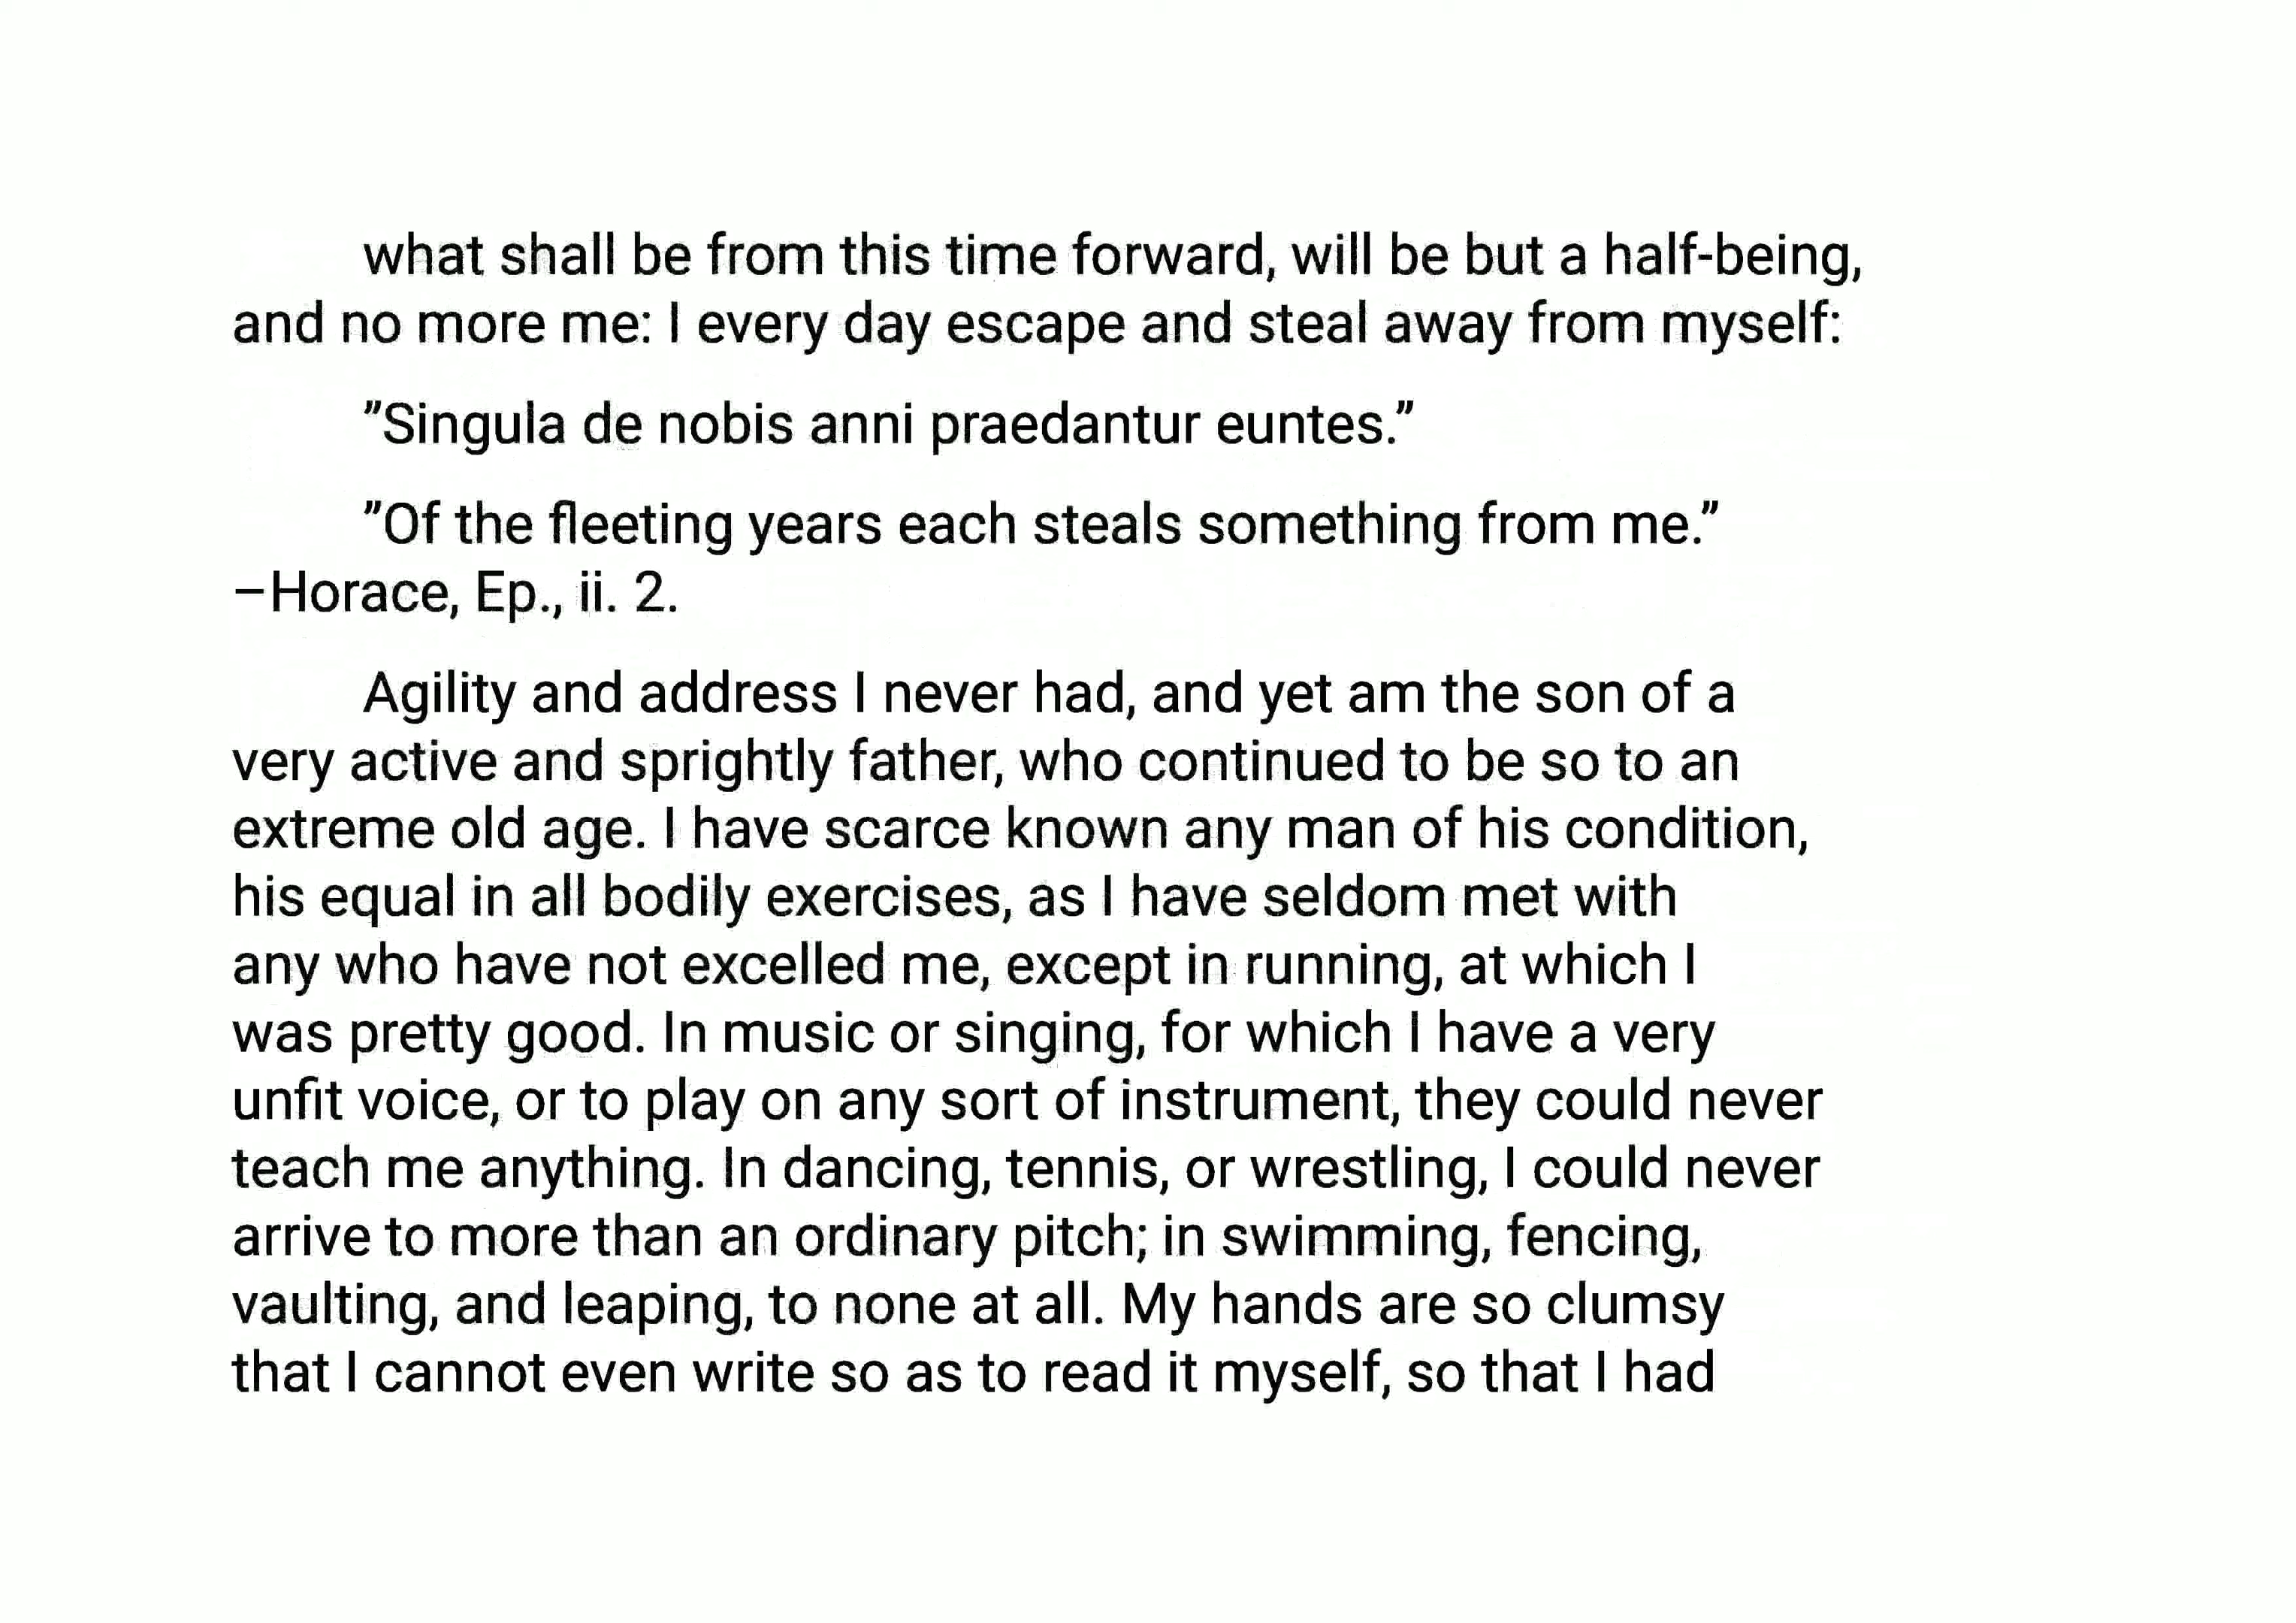 what shall be from this time forward, will be but a half-being,
and no more me: I every day escape and steal away from myself:
”Singula de nobis anni praedantur euntes.”
”Of the fleeting years each steals something from me.”
–Horace, Ep., ii. 2.
Agility and address I never had, and yet am the son of a
very active and sprightly father, who continued to be so to an
extreme old age. I have scarce known any man of his condition,
his equal in all bodily exercises, as I have seldom met with
any who have not excelled me, except in running, at which I
was pretty good. In music or singing, for which I have a very
unfit voice, or to play on any sort of instrument, they could never
teach me anything. In dancing, tennis, or wrestling, I could never
arrive to more than an ordinary pitch; in swimming, fencing,
vaulting, and leaping, to none at all. My hands are so clumsy
that I cannot even write so as to read it myself, so that I had